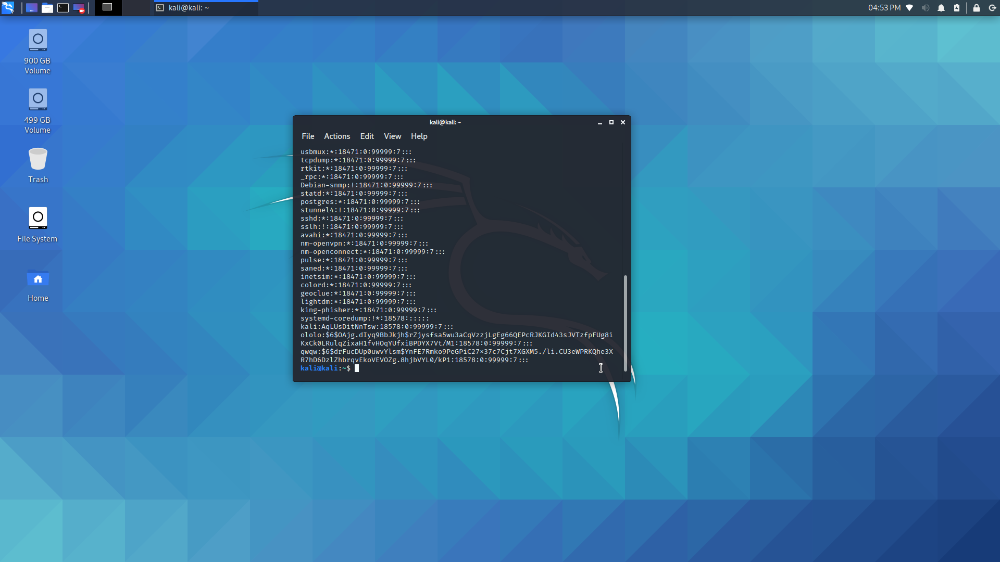 kali@kali: ~
04:53 PM
900 GB
Volume
499 GB
Volume
Trash
File System
Home
kali@kali: ~
File Actions Edit View Help
usbmux:*:18471:0:99999:7:::
tcpdump:*:18471:0:99999:7:::
rtkit:*:18471:0:99999:7:::
_rpc:*:18471:0:99999:7:::
Debian-snmp:!:18471:0:99999:7:::
statd:*:18471:0:99999:7:::
postgres:*:18471:0:99999:7:::
stunnel4:!:18471:0:99999:7:::
sshd:*:18471:0:99999:7:::
sslh:!:18471:0:99999:7:::
avahi:*:18471:0:99999:7:::
nm-openvpn:*:18471:0:99999:7:::
nm-openconnect:*:18471:0:99999:7:::
pulse:*:18471:0:99999:7:::
saned:*:18471:0:99999:7:::
inetsim:*:18471:0:99999:7:::
colord:*:18471:0:99999:7:::
geoclue:*:18471:0:99999:7:::
lightdm:*:18471:0:99999:7:::
king-phisher:*:18471:0:99999:7:::
systemd-coredump:!*:18578::::::
kali:AqLUsDitNnTsw:18578:0:99999:7:::
ololo:$6$OAjg.dIyq9BbJkjh$rZjysfsa5wu3aCqVzzjLgEg66QEPcRJKGId43sJVTzfpFUg8i
KxCk0LRulqZixaH1fvHOqYUfxiBPDYX7Vt/M1:18578:0:99999:7:::
qwqw:$6$drFucDUp0uwvYlsm$YnFE7Rmko9PeGPiC27x37c7Cjt7XGXM5./li.CU3eWPRKQhe3X
R7hD6DzlZhbrqvEkoVEVOZg.8hjbVYL0/kP1:18578:0:99999:7:::
kali@kali:~$